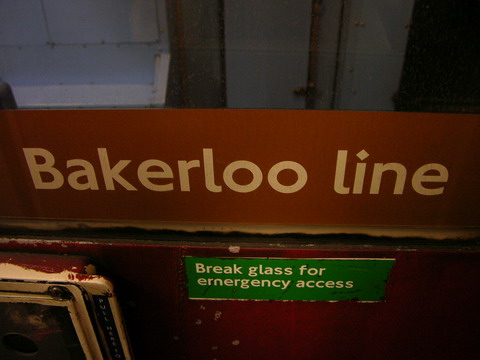 Bakerloo line
Break glass for
emergency access